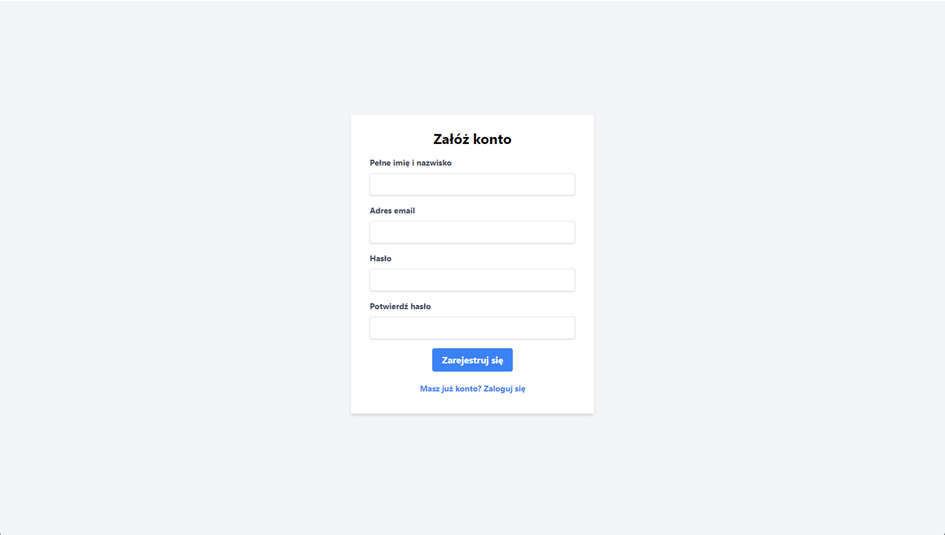 Załóż konto
Pełne imię i nazwisko
Adres email
Hasło
Potwierdź hasło
Zarejestruj się
Masz już konto? Zaloguj się